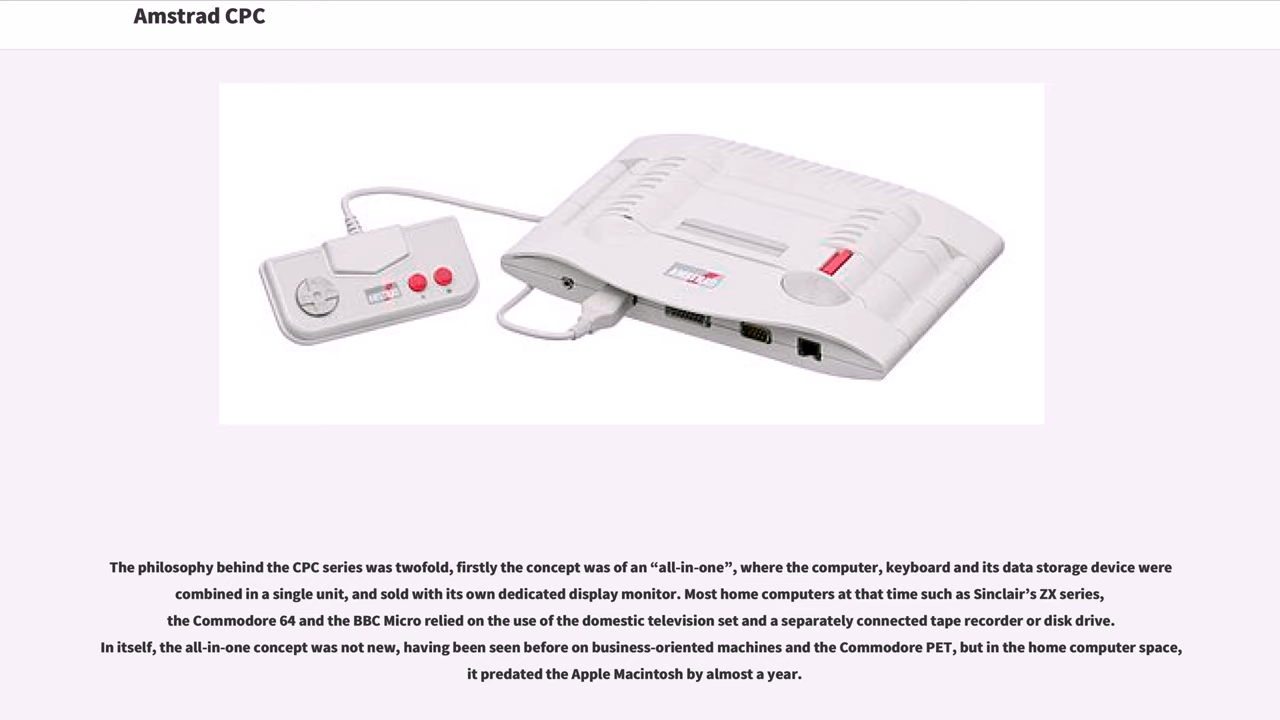 Amstrad CPC
The philosophy behind the CPC series was twofold, firstly the concept was of an “all-in-one”, where the computer, keyboard and its data storage device were
combined in a single unit, and sold with its own dedicated display monitor. Most home computers at that time such as Sinclair’s ZX series,
the Commodore 64 and the BBC Micro relied on the use of the domestic television set and a separately connected tape recorder or disk drive.
In itself, the all-in-one concept was not new, having been seen before on business-oriented machines and the Commodore PET, but in the home computer space,
it predated the Apple Macintosh by almost a year.